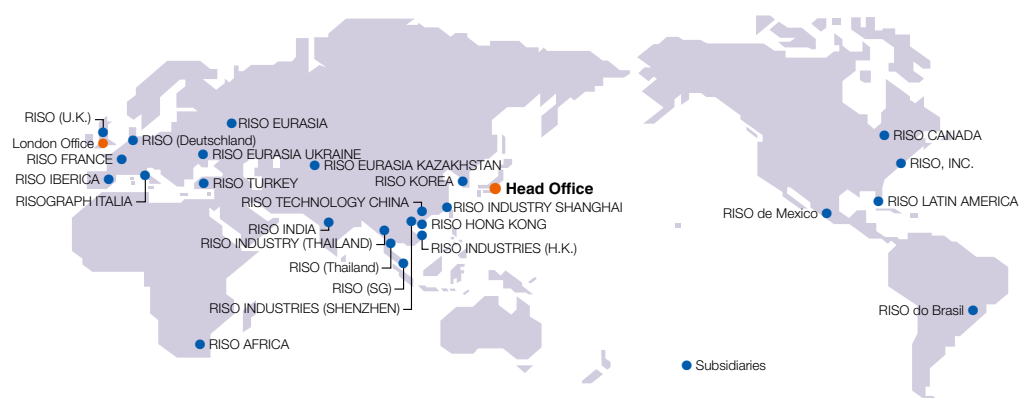 RISO (U.K.)
London Office
RISO FRANCE
RISO IBERICA
RISOGRAPH ITALIA
RISO (Deutschland)
RISO EURASIA
RISO EURASIA UKRAINE
RISO EURASIA KAZAKHSTAN
RISO TURKEY
RISO KOREA
Head Office
RISO TECHNOLOGY CHINA
RISO INDUSTRY SHANGHAI
RISO INDIA
RISO HONG KONG
RISO INDUSTRY (THAILAND)
RISO INDUSTRIES (H.K.)
RISO (Thailand)
RISO (SG)
RISO INDUSTRIES (SHENZHEN)
RISO AFRICA
RISO CANADA
RISO, INC.
RISO LATIN AMERICA
RISO de Mexico
RISO do Brasil
Subsidiaries